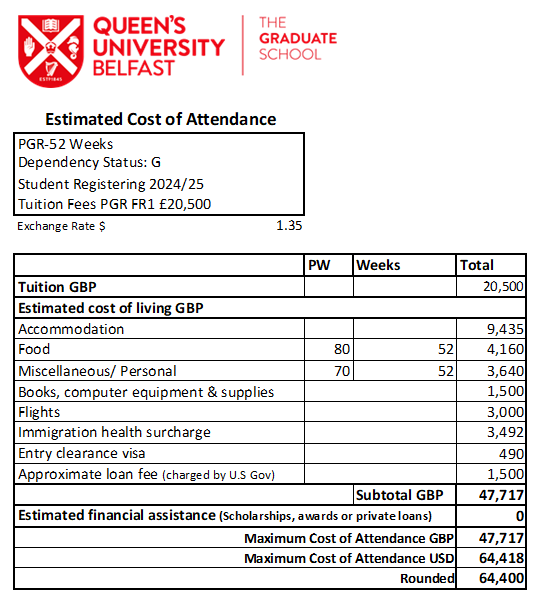 QUEEN'S
UNIVERSITY
BELFAST
THE
GRADUATE
SCHOOL
ESTD1845
Estimated Cost of Attendance
PGR-52 Weeks
Dependency Status: G
Student Registering 2024/25
Tuition Fees PGR FR1 £20,500
Exchange Rate $ 1.35
PW Weeks Total
Tuition GBP 20,500
Estimated cost of living GBP
Accommodation 9,435
Food 80 52 4,160
Miscellaneous/ Personal 70 52 3,640
Books, computer equipment & supplies 1,500
Flights 3,000
Immigration health surcharge 3,492
Entry clearance visa 490
Approximate loan fee (charged by U.S Gov) 1,500
Subtotal GBP 47,717
Estimated financial assistance (Scholarships, awards or private loans) 0
Maximum Cost of Attendance GBP 47,717
Maximum Cost of Attendance USD 64,418
Rounded 64,400